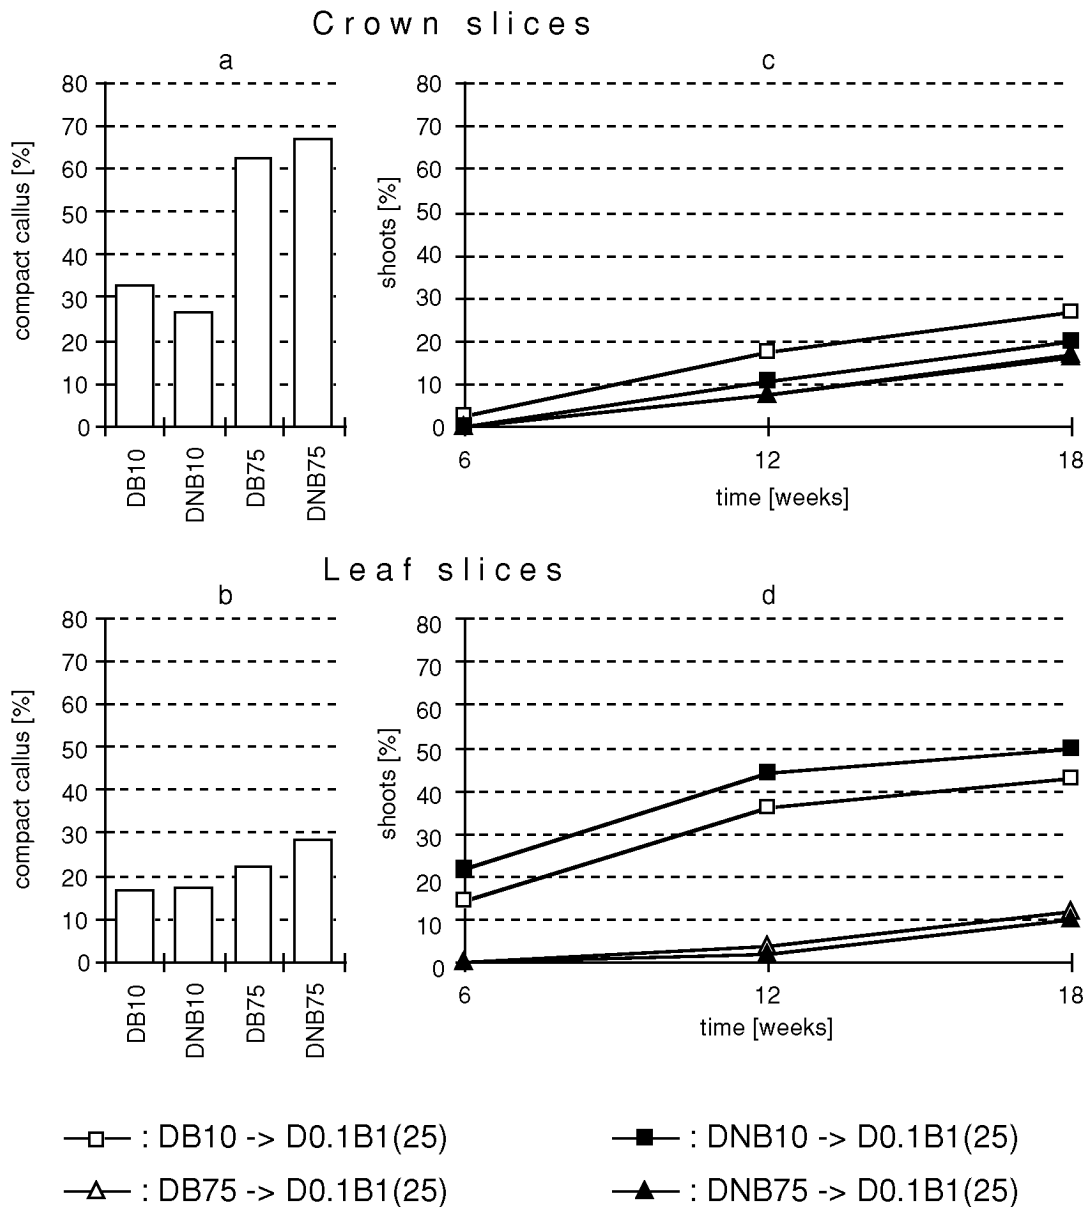 Crown slices
a
80
70
60
50
40
30
20
10
0
compact callus [%]
DB10
DNB10
DB75
DNB75
c
80
70
60
50
40
30
20
10
0
shoots [%]
6 12 18
time [weeks]
Leaf slices
b
80
70
60
50
40
30
20
10
0
compact callus [%]
DB10
DNB10
DB75
DNB75
d
80
70
60
50
40
30
20
10
0
shoots [%]
6 12 18
time [weeks]
: DB10 -> D0.1B1(25)
: DNB10 -> D0.1B1(25)
: DB75 -> D0.1B1(25)
: DNB75 -> D0.1B1(25)